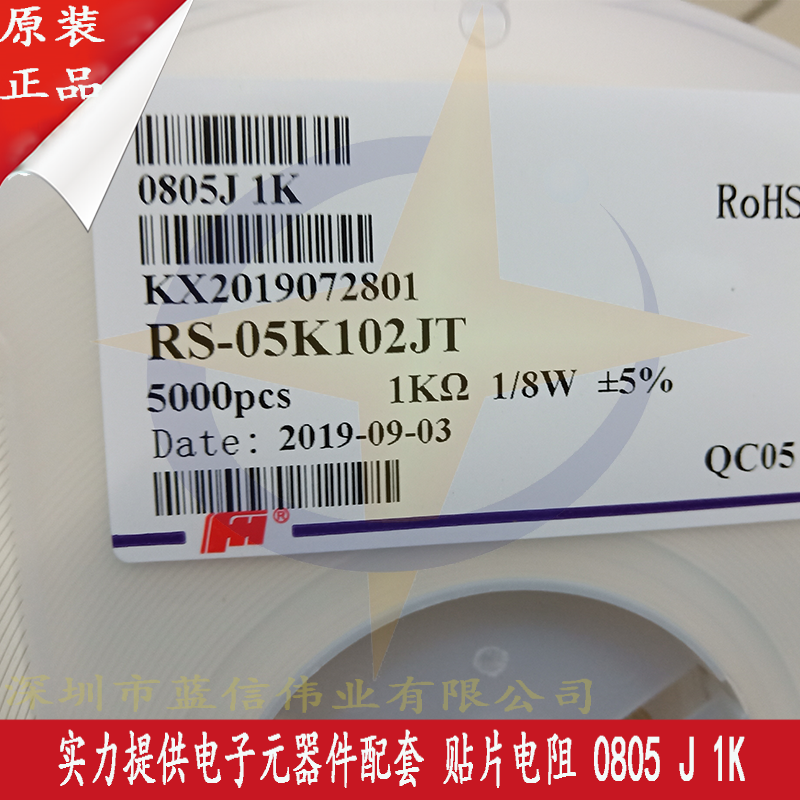 原装
正品
0805J 1K
RoHS
KX2019072801
RS-05K102JT
5000pcs 1KΩ 1/8W ±5%
Date: 2019-09-03
QC05
FH®
深圳市蓝信伟业有限公司
实力提供电子元器件配套 贴片电阻 0805 J 1K